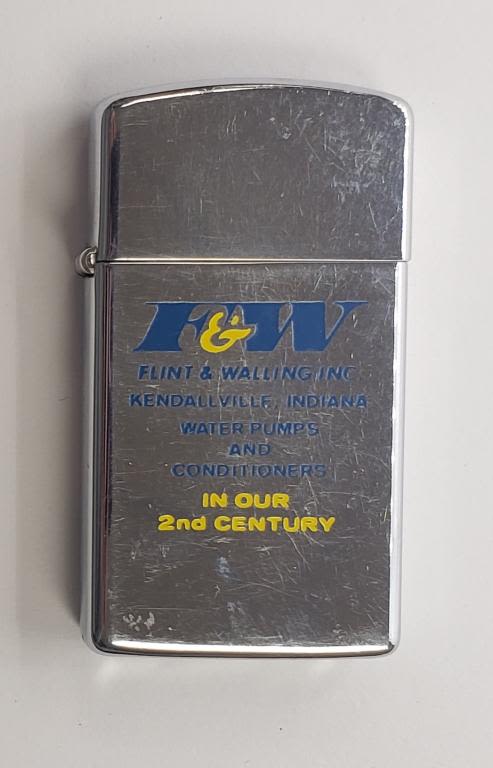 F&W
FLINT & WALLING INC
KENDALLVILLE, INDIANA
WATER PUMPS
AND
CONDITIONERS
IN OUR
2nd CENTURY